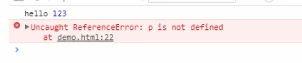 hello 123
Uncaught ReferenceError: p is not defined
at demo.html:22